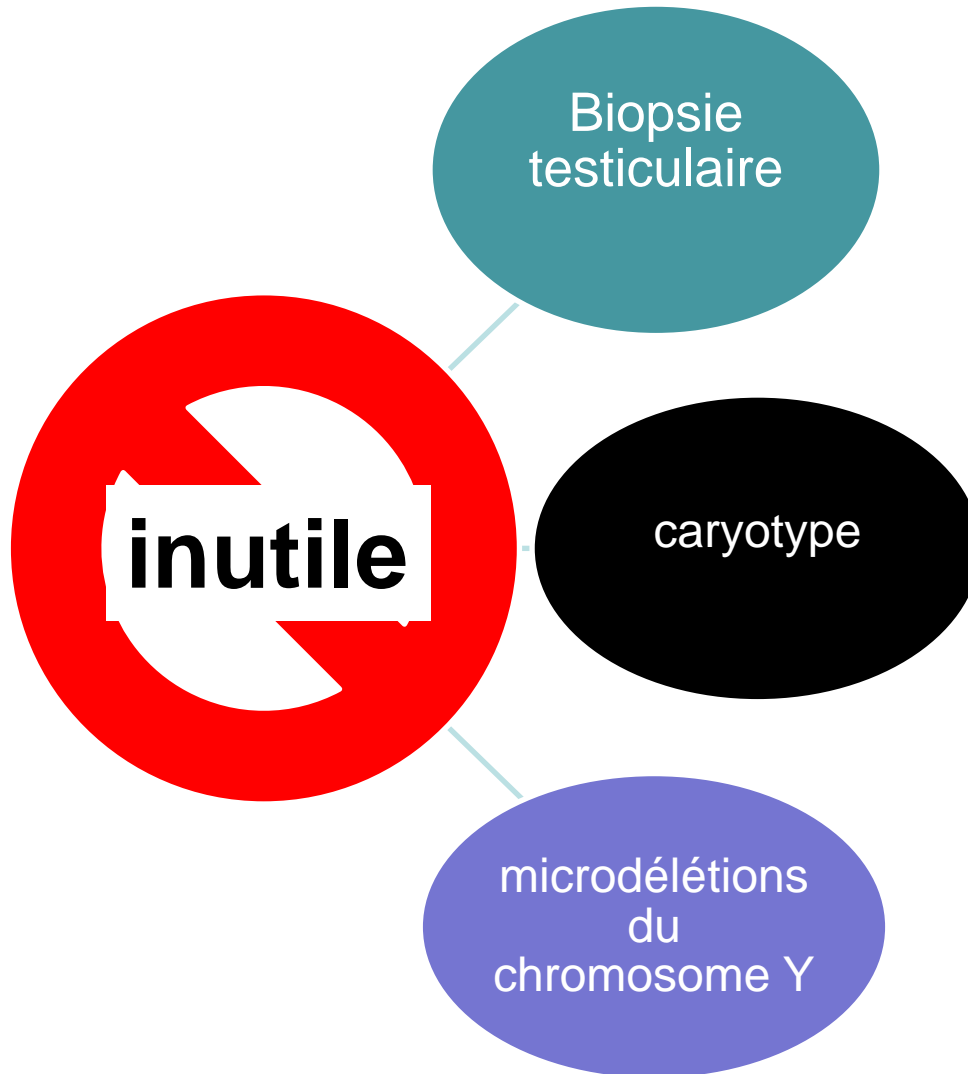 Biopsie
testiculaire
inutile
caryotype
microdélétions
du
chromosome Y